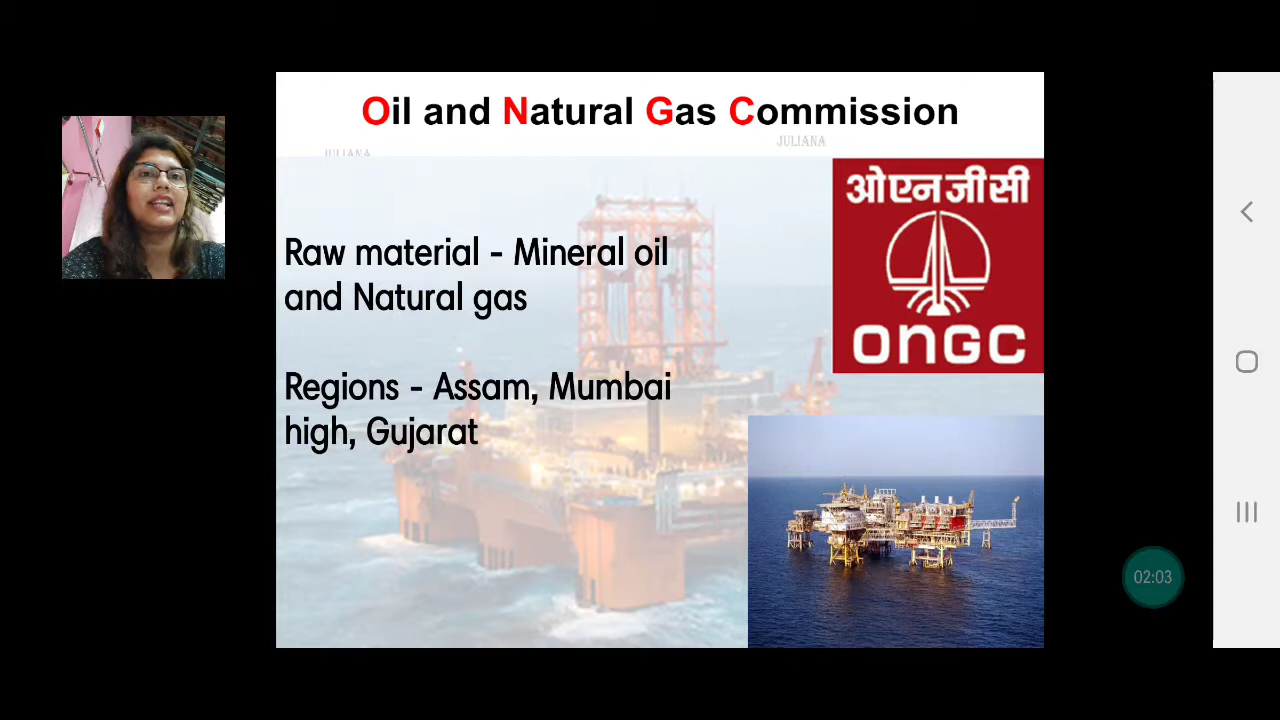 Oil and Natural Gas Commission
JULIANA
JULIANA
ओएनजीसी
ONGC
Raw material - Mineral oil
and Natural gas
Regions - Assam, Mumbai
high, Gujarat
02:03